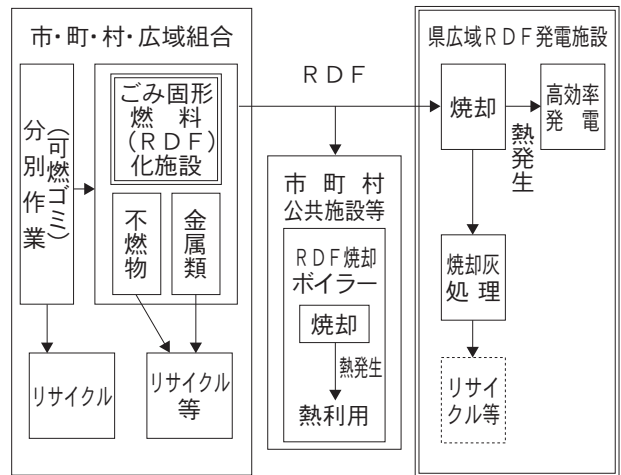 市・町・村・広域組合
分別作業
(可燃ゴミ)
ごみ固形
燃料
(RDF)
化施設
不燃物
金属類
リサイクル
リサイクル
等
RDF
市町村
公共施設等
RDF焼却
ボイラー
焼却
熱発生
熱利用
県広域RDF発電施設
焼却
熱発生
高効率
発電
焼却灰
処理
リサイ
クル等